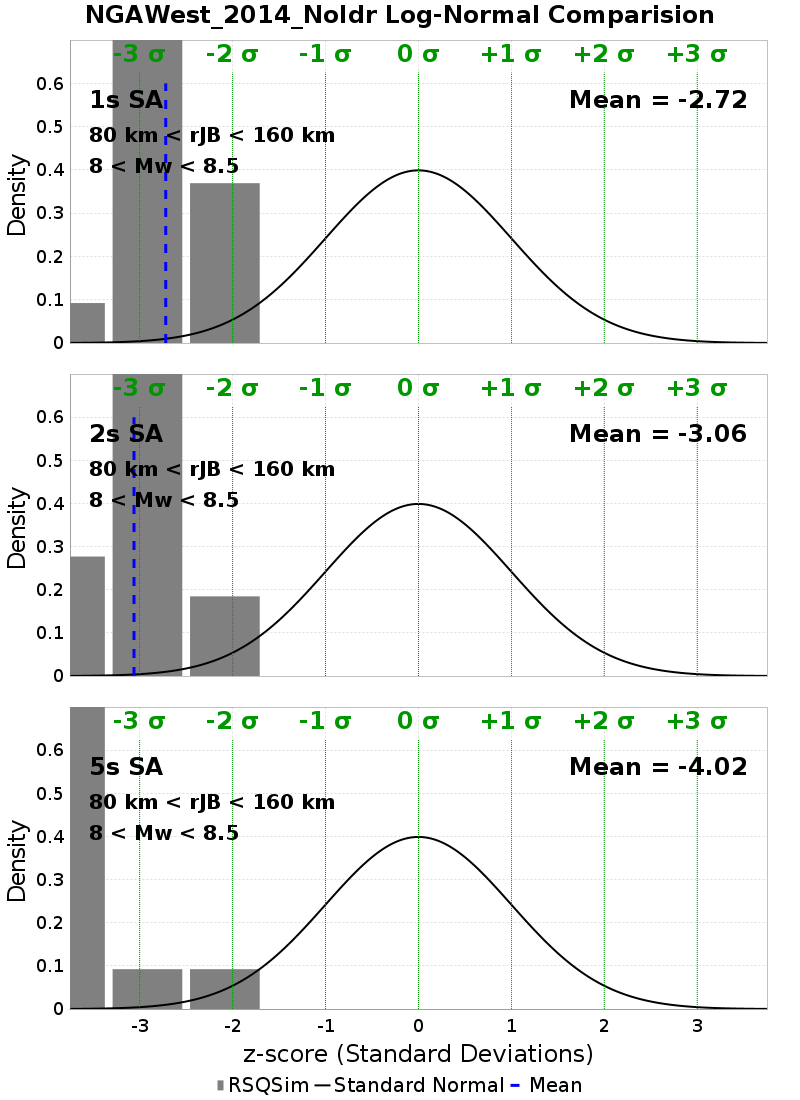 NGAWest_2014_NoIdr Log-Normal Comparision
-3 σ -2 σ -1 σ 0 σ +1 σ +2 σ +3 σ
0.6
1s SA Mean = -2.72
0.5
80 km < rJB < 160 km
8 < Mw < 8.5
0.4
Density
0.3
0.2
0.1
0
-3 σ -2 σ -1 σ 0 σ +1 σ +2 σ +3 σ
0.6
2s SA Mean = -3.06
0.5
80 km < rJB < 160 km
8 < Mw < 8.5
0.4
Density
0.3
0.2
0.1
0
-3 σ -2 σ -1 σ 0 σ +1 σ +2 σ +3 σ
0.6
5s SA Mean = -4.02
0.5
80 km < rJB < 160 km
8 < Mw < 8.5
0.4
Density
0.3
0.2
0.1
0
-3 -2 -1 0 1 2 3
z-score (Standard Deviations)
RSQSim Standard Normal Mean